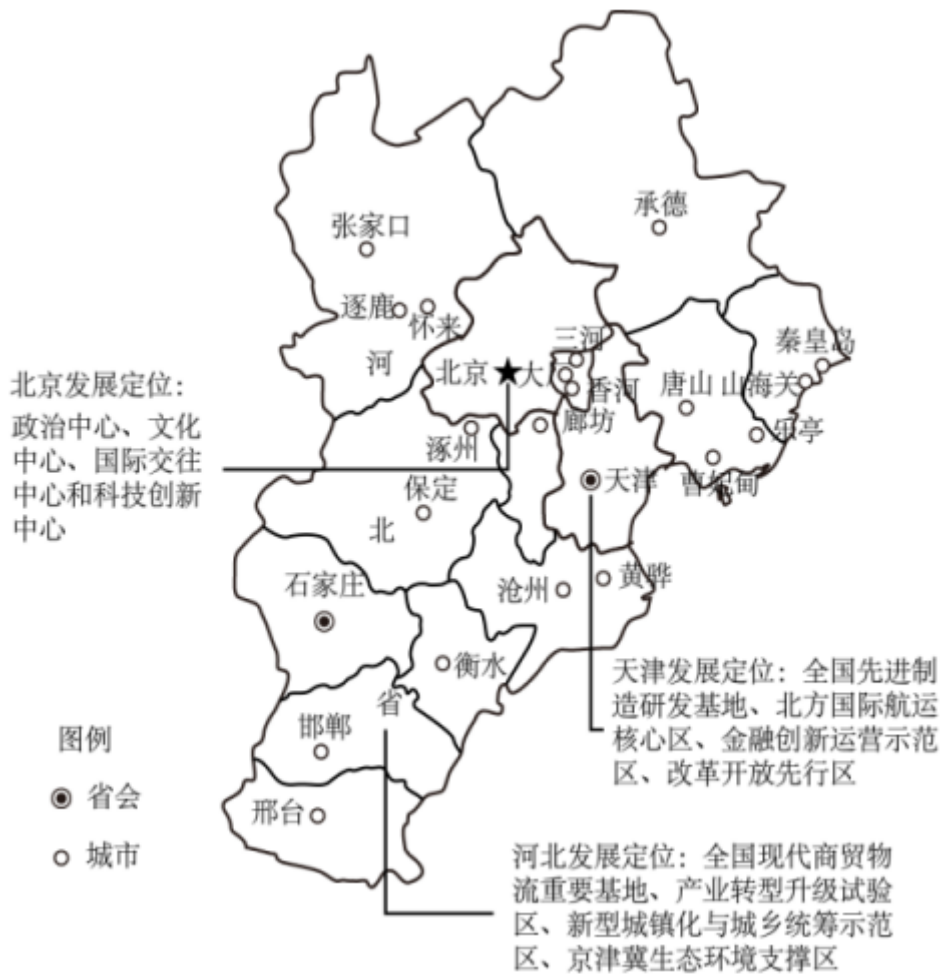 承德
张家口
逐鹿
怀来
河
三河
秦皇岛
北京
大厂
香河
唐山
山海关
廊坊
乐亭
涿州
天津
曹妃甸
保定
北
北京发展定位：
政治中心、文化
中心、国际交往
中心和科技创新
中心
石家庄
沧州
黄骅
衡水
省
邯郸
邢台
天津发展定位：全国先进制
造研发基地、北方国际航运
核心区、金融创新运营示范
区、改革开放先行区
图例
省会
城市
河北发展定位：全国现代商贸物
流重要基地、产业转型升级试验
区、新型城镇化与城乡统筹示范
区、京津冀生态环境支撑区